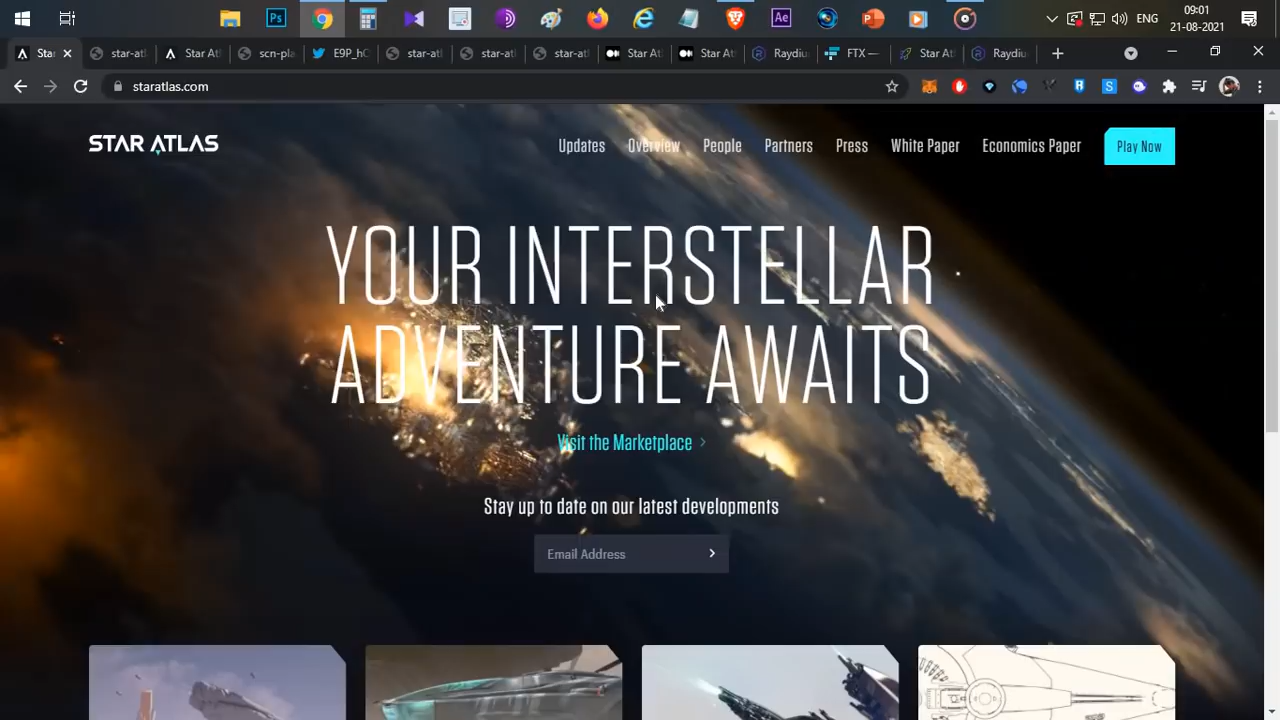 09:01
ENG
21-08-2021
Star
star-atl
Star Atl
scn-pla
E9P_hC
star-atl
star-atl
star-atl
Star At
Star At
Raydiu
FTX —
Star At
Raydiu
staratlas.com
STAR ATLAS
Updates
Overview
People
Partners
Press
White Paper
Economics Paper
Play Now
YOUR INTERSTELLAR
ADVENTURE AWAITS
Visit the Marketplace
Stay up to date on our latest developments
Email Address